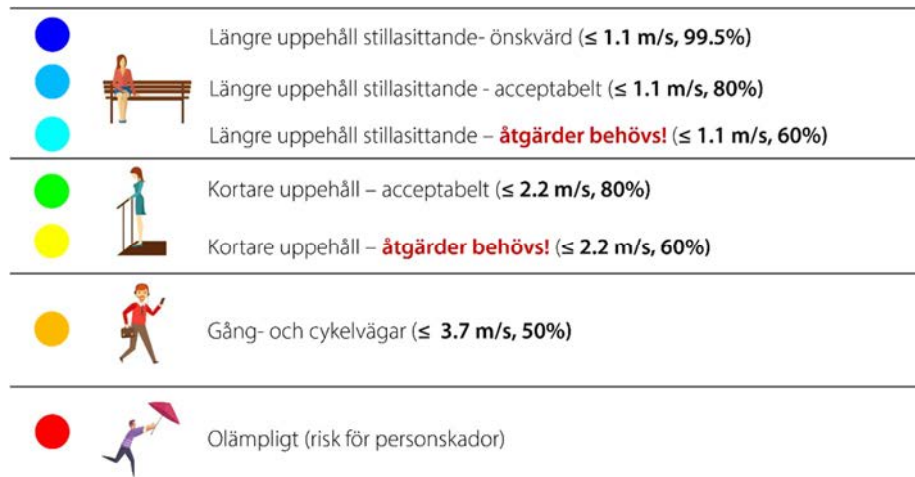 Längre uppehåll stillasittande- önskvärd (≤ 1.1 m/s, 99.5%)
Längre uppehåll stillasittande - acceptabelt (≤ 1.1 m/s, 80%)
Längre uppehåll stillasittande – åtgärder behövs! (≤ 1.1 m/s, 60%)
Kortare uppehåll – acceptabelt (≤ 2.2 m/s, 80%)
Kortare uppehåll – åtgärder behövs! (≤ 2.2 m/s, 60%)
Gång- och cykelvägar (≤ 3.7 m/s, 50%)
Olämpligt (risk för personskador)